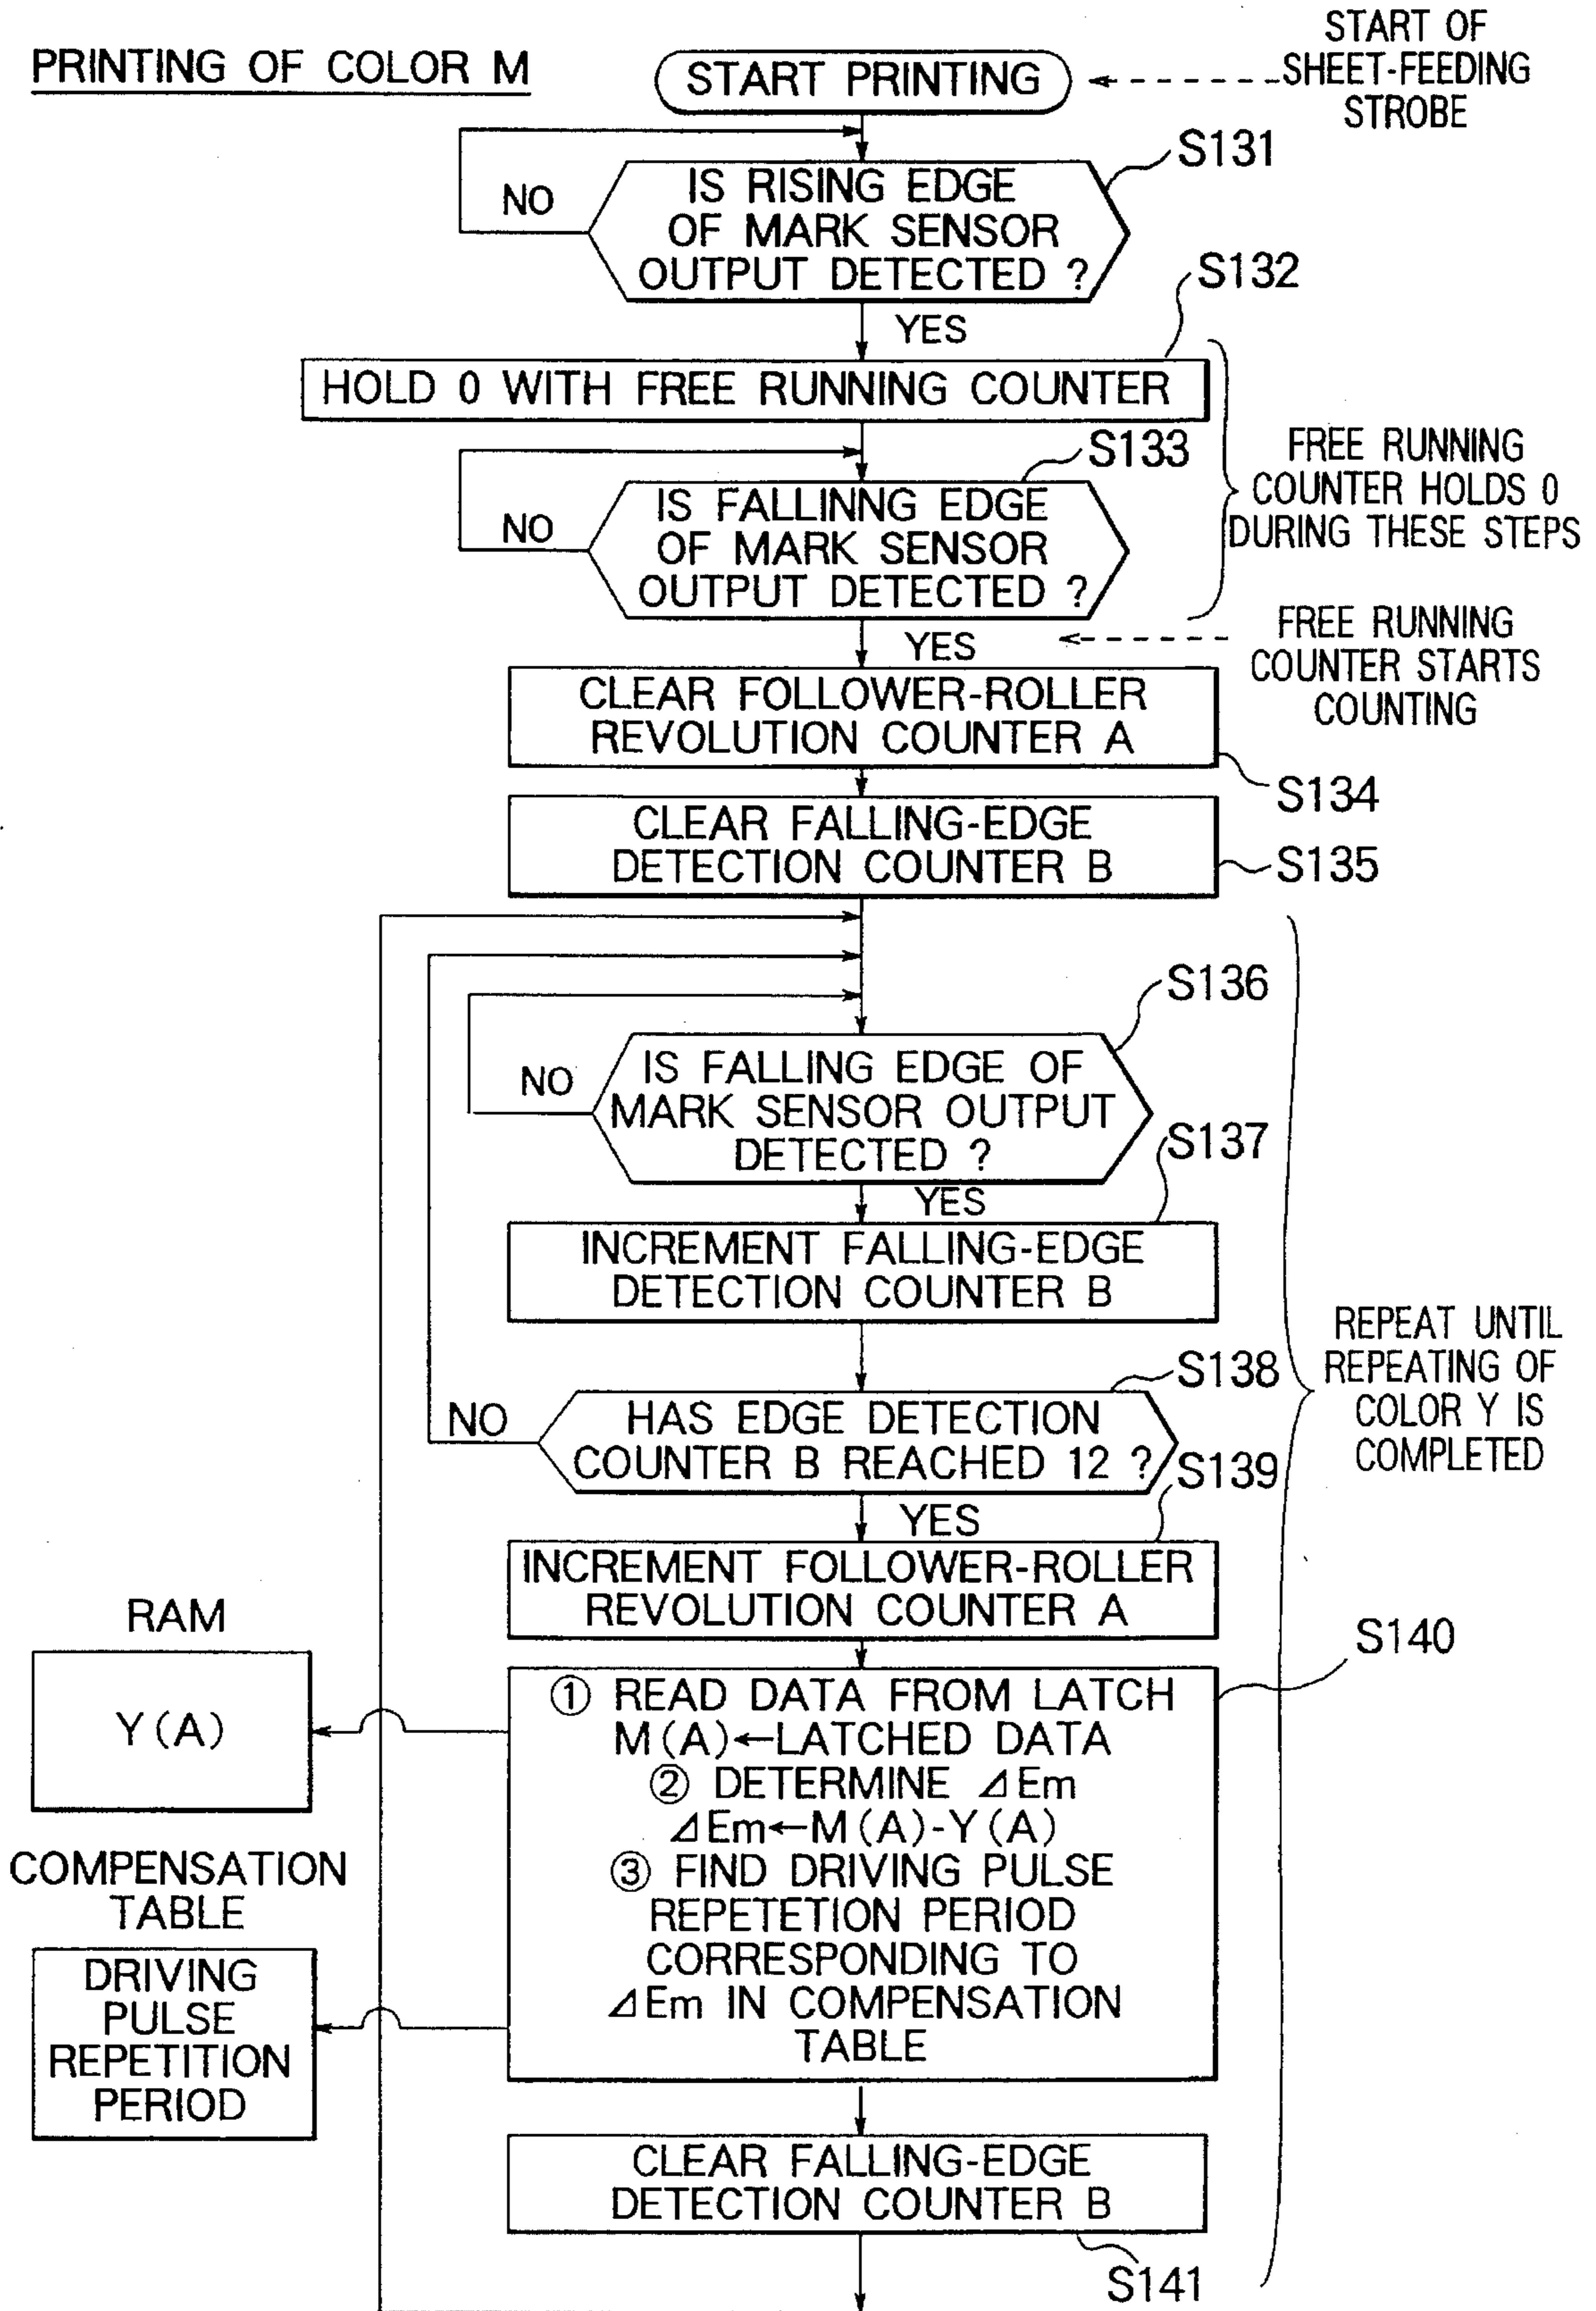 PRINTING OF COLOR M
START PRINTING
START OF
SHEET-FEEDING
STROBE
S131
IS RISING EDGE
OF MARK SENSOR
OUTPUT DETECTED ?
NO
S132
YES
HOLD 0 WITH FREE RUNNING COUNTER
S133
FREE RUNNING
COUNTER HOLDS 0
DURING THESE STEPS
IS FALLINNG EDGE
OF MARK SENSOR
OUTPUT DETECTED ?
NO
YES
FREE RUNNING
COUNTER STARTS
COUNTING
CLEAR FOLLOWER-ROLLER
REVOLUTION COUNTER A
S134
CLEAR FALLING-EDGE
DETECTION COUNTER B
S135
S136
IS FALLING EDGE OF
MARK SENSOR OUTPUT
DETECTED ?
NO
S137
YES
INCREMENT FALLING-EDGE
DETECTION COUNTER B
REPEAT UNTIL
REPEATING OF
COLOR Y IS
COMPLETED
S138
NO
HAS EDGE DETECTION
COUNTER B REACHED 12 ?
S139
YES
INCREMENT FOLLOWER-ROLLER
REVOLUTION COUNTER A
RAM
Y(A)
S140
① READ DATA FROM LATCH
M(A)←LATCHED DATA
② DETERMINE ⊿Em
⊿Em←M(A)-Y(A)
③ FIND DRIVING PULSE
REPETETION PERIOD
CORRESPONDING TO
⊿Em IN COMPENSATION
TABLE
COMPENSATION
TABLE
DRIVING
PULSE
REPETITION
PERIOD
CLEAR FALLING-EDGE
DETECTION COUNTER B
S141